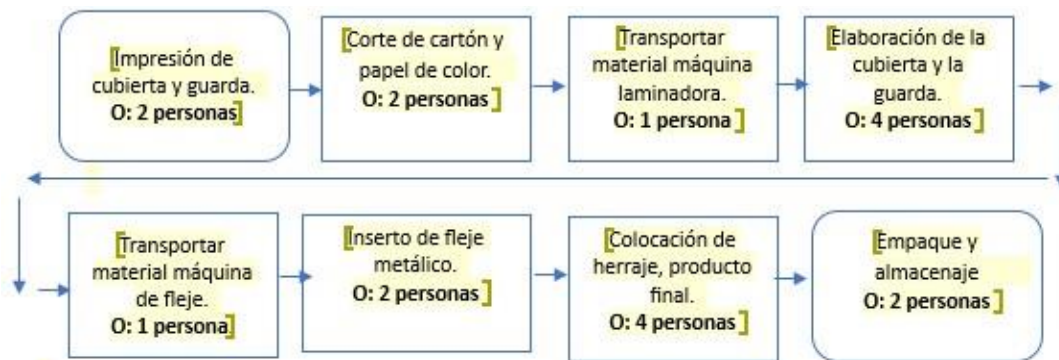 [Impresión de
cubierta y guarda.
O: 2 personas]
[Corte de cartón y
papel de color.
O: 2 personas]
[Transportar
material máquina
laminadora.
O: 1 persona]
[Elaboración de la
cubierta y la
guarda.
O: 4 personas]
[Transportar
material máquina
de fleje.
O: 1 persona]
[Inserto de fleje
metálico.
O: 2 personas]
[Colocación de
herraje, producto
final.
O: 4 personas]
Empaque y
almacenaje
O: 2 personas]